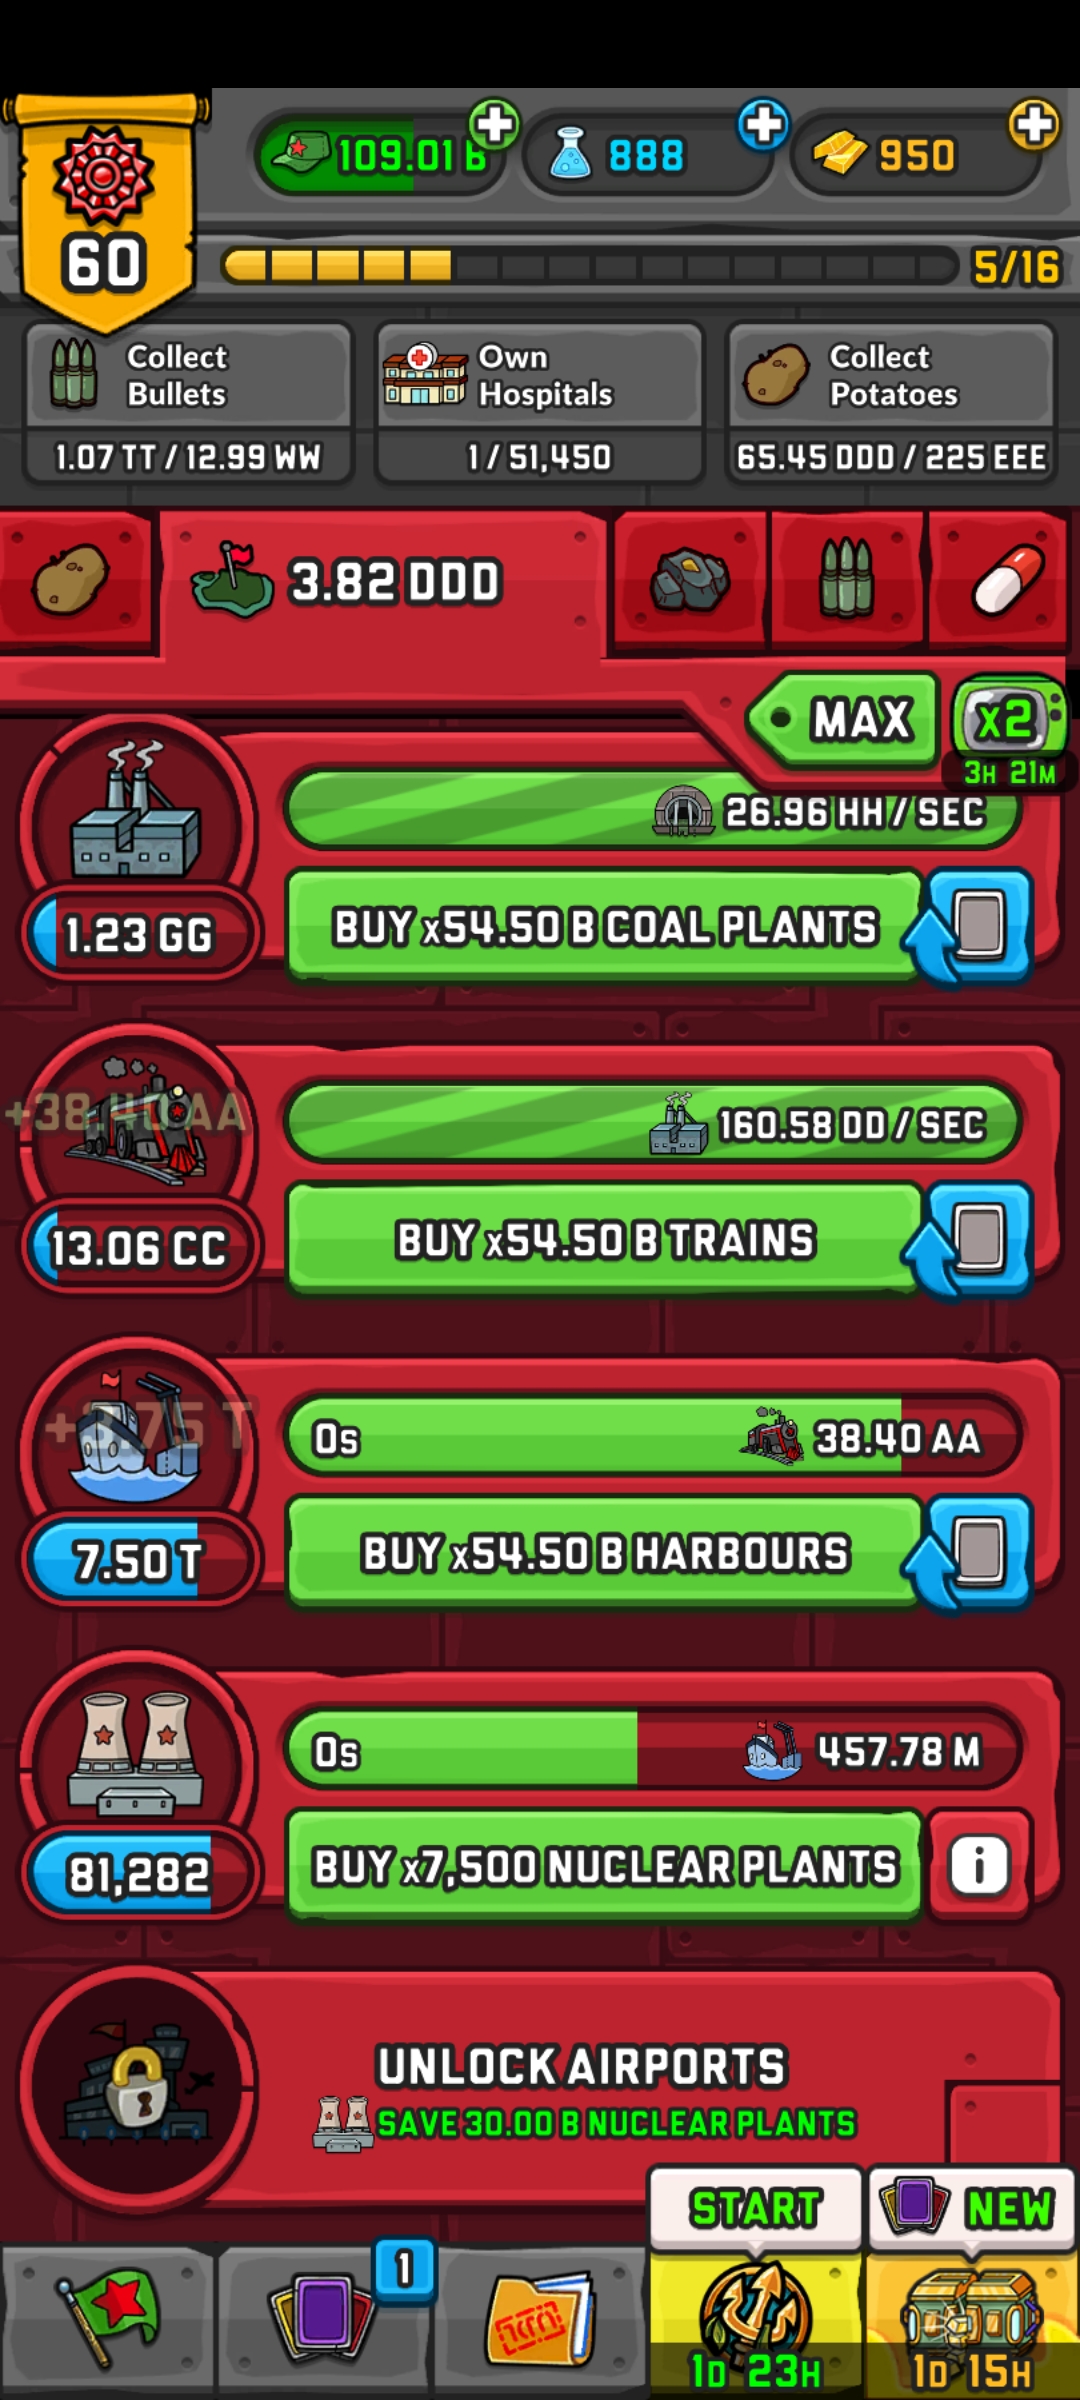 109.01 B
888
950
60
5/16
Collect
Bullets
1.07 TT / 12.99 WW
Own
Hospitals
1 / 51,450
Collect
Potatoes
65.45 DDD / 225 EEE
3.82 DDD
MAX
x2
3H 21M
26.96 HH / SEC
1.23 GG
BUY x54.50 B COAL PLANTS
+38.40 AA
160.58 DD / SEC
13.06 CC
BUY x54.50 B TRAINS
+3.75 T
0s
38.40 AA
7.50 T
BUY x54.50 B HARBOURS
0s
457.78 M
81,282
BUY x7,500 NUCLEAR PLANTS
i
UNLOCK AIRPORTS
SAVE 30.00 B NUCLEAR PLANTS
START
NEW
1
1D 23H
1D 15H